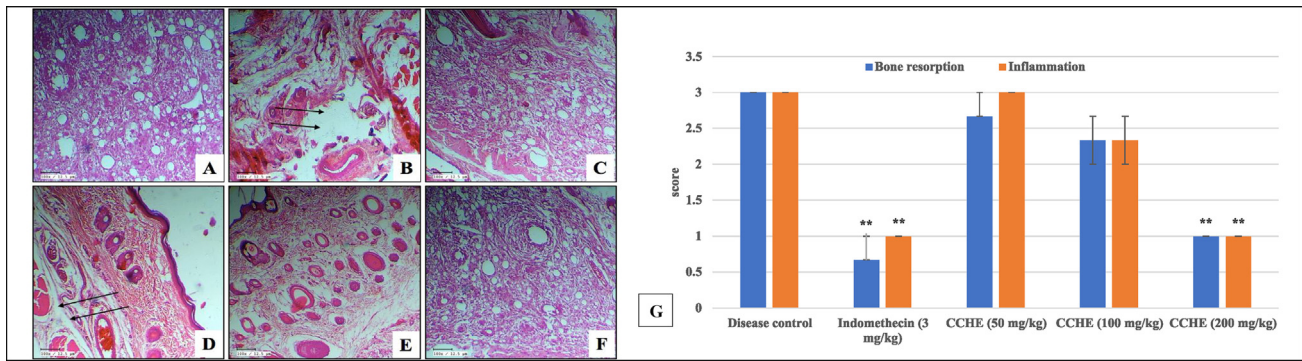 A
B
C
D
E
F
G
Bone resorption
Inflammation
3.5
3
2.5
2
1.5
1
0.5
0
score
**
**
**
**
Disease control
Indomethecin (3
mg/kg)
CCHE (50 mg/kg)
CCHE (100 mg/kg)
CCHE (200 mg/kg)